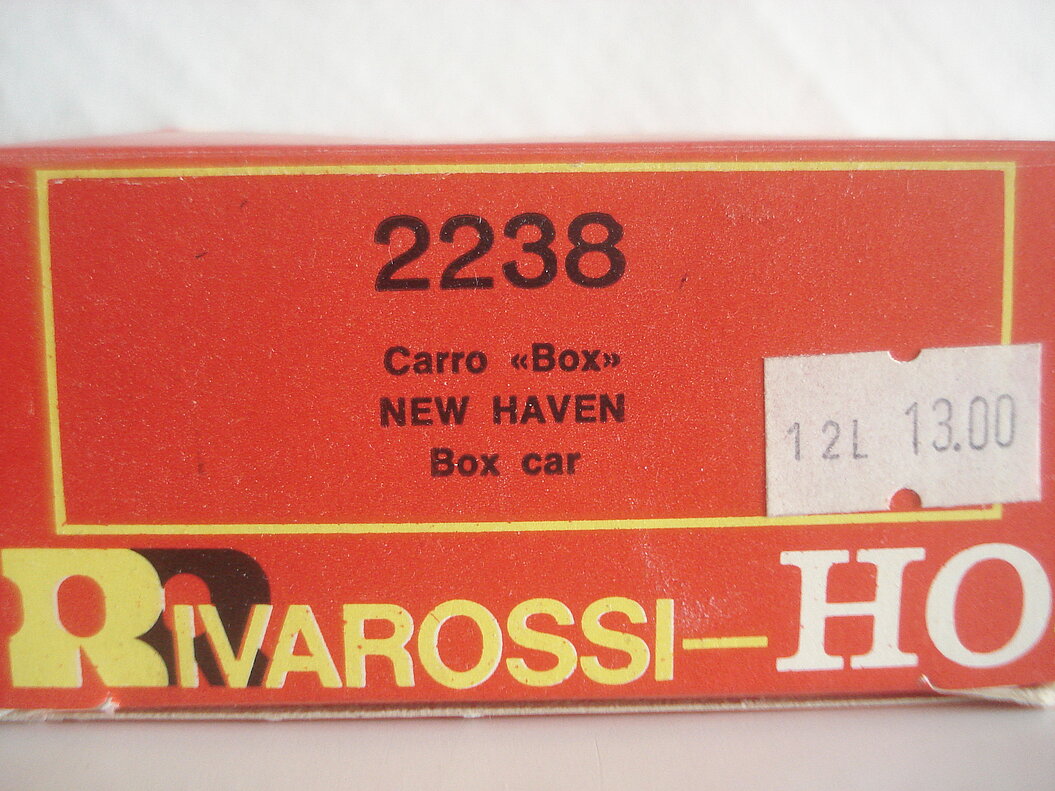 2238
Carro «Box»
NEW HAVEN
Box car
12L 13.00
RIVAROSSI—HO